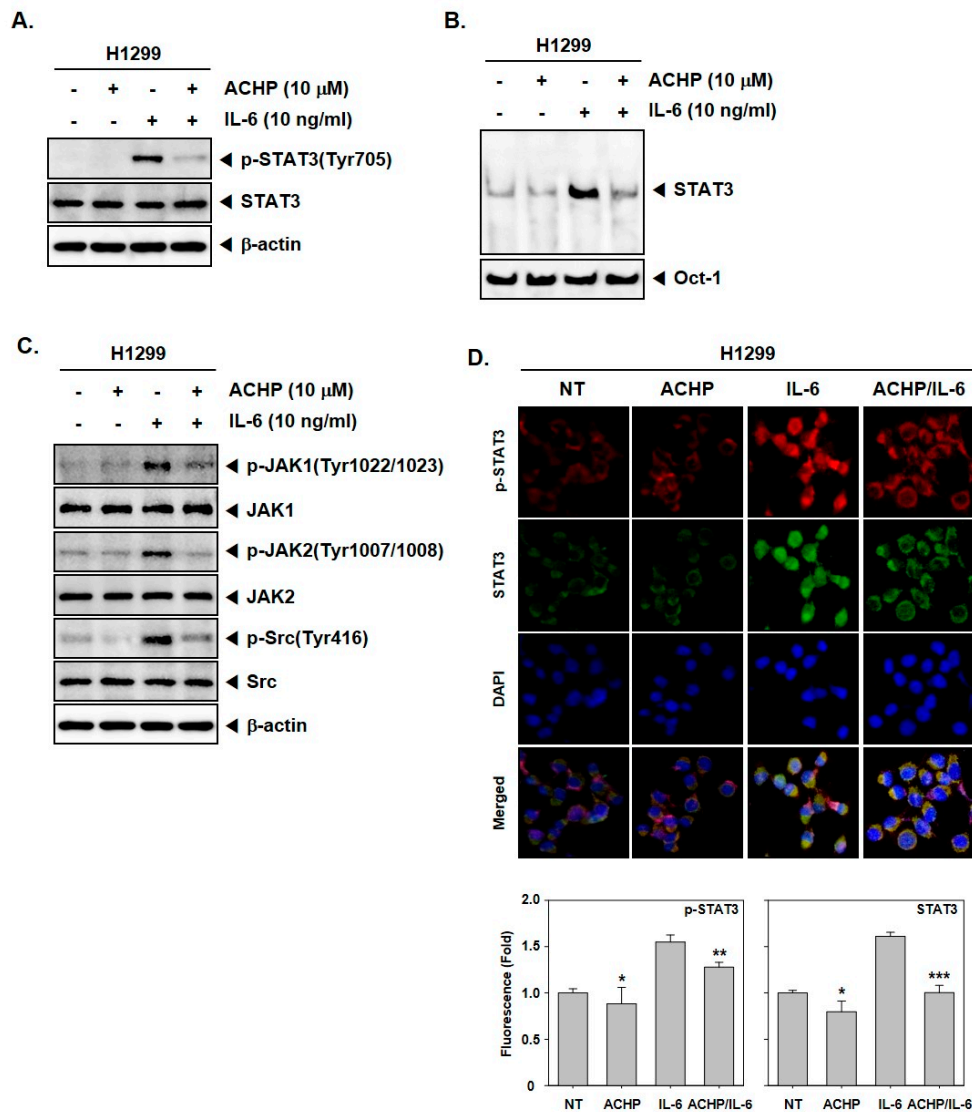 A.
H1299
- + - + ACHP (10 μM)
- - + + IL-6 (10 ng/ml)
◄ p-STAT3(Tyr705)
◄ STAT3
◄ β-actin
B.
H1299
- + - + ACHP (10 μM)
- - + + IL-6 (10 ng/ml)
◄ STAT3
◄ Oct-1
C.
H1299
- + - + ACHP (10 μM)
- - + + IL-6 (10 ng/ml)
◄ p-JAK1(Tyr1022/1023)
◄ JAK1
◄ p-JAK2(Tyr1007/1008)
◄ JAK2
◄ p-Src(Tyr416)
◄ Src
◄ β-actin
D.
H1299
NT ACHP IL-6 ACHP/IL-6
p-STAT3
STAT3
DAPI
Merged
Fluorescence (Fold)
2.0
1.5
1.0
0.5
0
p-STAT3
* **
NT ACHP IL-6 ACHP/IL-6
STAT3
* ***
NT ACHP IL-6 ACHP/IL-6